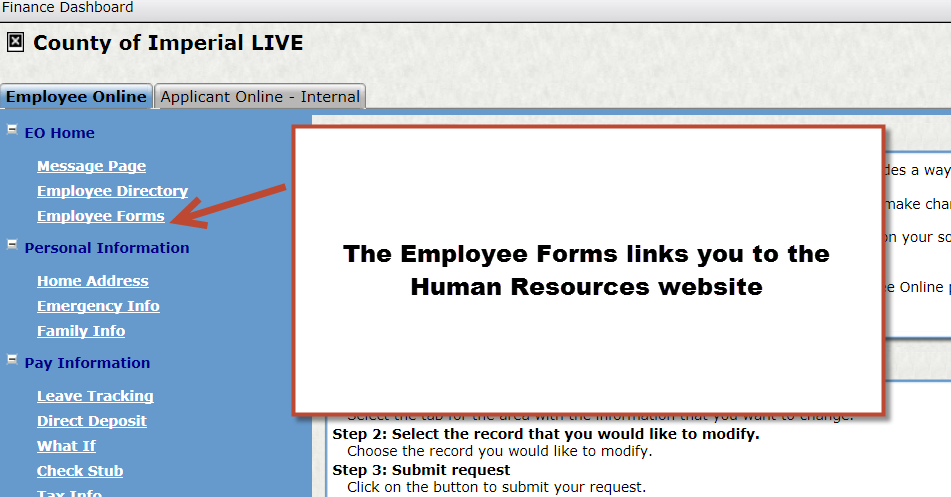 Finance Dashboard
County of Imperial LIVE
Employee Online
Applicant Online - Internal
EO Home
Message Page
Employee Directory
Employee Forms
Personal Information
Home Address
Emergency Info
Family Info
Pay Information
Leave Tracking
Direct Deposit
What If
Check Stub
Tax Info
The Employee Forms links you to the
Human Resources website
a way
make
on your
Online
Select the tab for the area with the information that you want to change.
Step 2: Select the record that you would like to modify.
Choose the record you would like to modify.
Step 3: Submit request
Click on the button to submit your request.